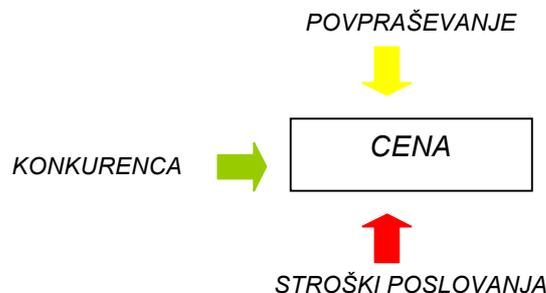 POVPRAŠEVANJE
CENA
KONKURENCA
STROŠKI POSLOVANJA